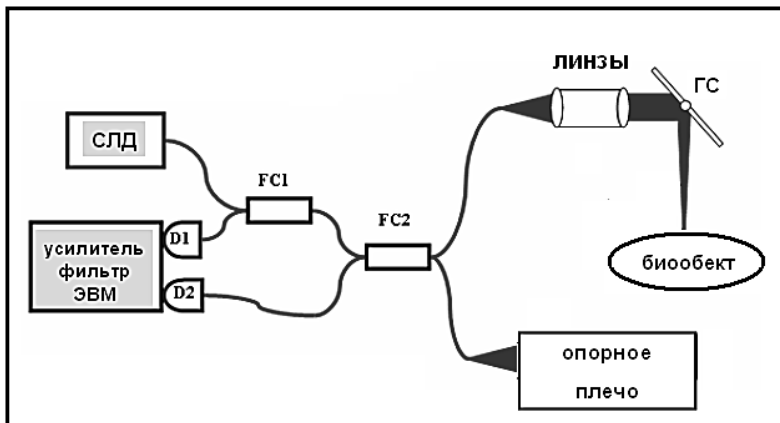 линзы
ГС
СЛД
FC1
FC2
D1
усилитель
фильтр
ЭВМ
D2
биообект
опорное
плечо